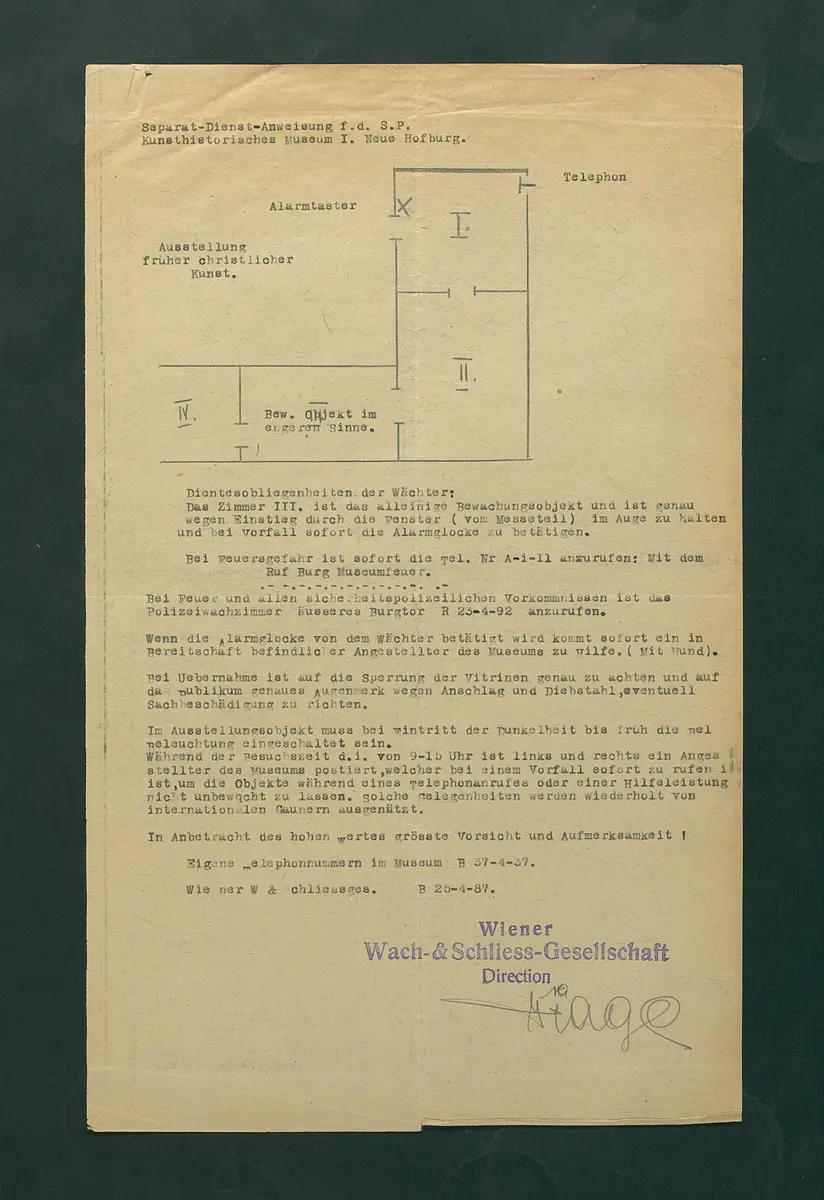 Separat-Dienst-Anweisung f.d. S.P.
Kunsthistorisches Museum I. Neue Hofburg.
Telephon
Alarmtaster
I.
Ausstellung
früher christlicher
Kunst.
II.
IV.
Bew. Objekt im
engeren Sinne.
Dientesobliegenheiten der Wächter:
Das Zimmer III. ist das alleinige Bewachungsobjekt und ist genau
wegen Einstieg durch die Fenster ( vom Messeteil) im Auge zu halten
und bei Vorfall sofort die Alarmglocke zu betätigen.
Bei Feuersgefahr ist sofort die Tel. Nr A-i-11 anzurufen: Mit dem
Ruf Burg Museumfeuer.
.-.-.-.-.-.-.-.-.-. .-
Bei Feuer und allen sicherheitspolizeilichen Vorkommnissen ist das
Polizeiwachzimmer äusseres Burgtor R 23-4-92 anzurufen.
Wenn die Alarmglocke von dem Wächter betätigt wird kommt sofort ein in
Bereitschaft befindlicher Angestellter des Museums zu Hilfe.( Mit Hund).
Bei Uebernahme ist auf die Sperrung der Vitrinen genau zu achten und auf
da Publikum genaues Augenmerk wegen Anschlag und Diebstahl,eventuell
Sachbeschädigung zu richten.
Im Ausstellungsobjekt muss bei Eintritt der Dunkelheit bis früh die
Beleuchtung eingeschaltet sein.
Während der Besuchszeit d.i. von 9-15 Uhr ist links und rechts ein Anges
stellter des Museums postiert,welcher bei einem Vorfall sofort zu rufen i
ist,um die Objekte während eines Telephonanrufes oder einer Hilfeleistung
nicht unbewqcht zu lassen. Solche Gelegenheiten werden wiederholt von
internationalen Gaunern ausgenätzt.
In Anbetracht des hohen Wertes grösste Vorsicht und Aufmerksamkeit !
Eigene Telephonnummern im Museum B 37-4-37.
Wie ner W & chliessges. B 25-4-87.
Wiener
Wach-&Schliess-Gesellschaft
Direction